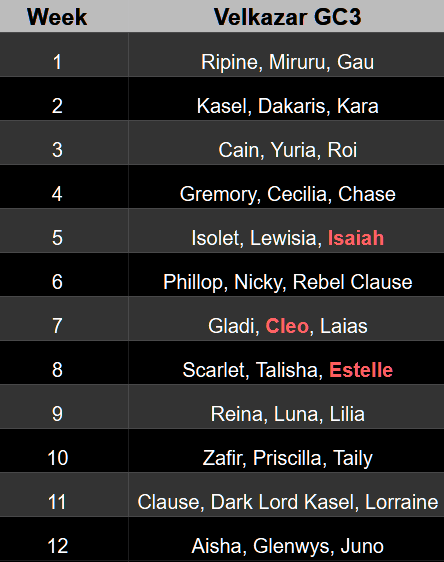 Week Velkazar GC3
1 Ripine, Miruru, Gau
2 Kasel, Dakaris, Kara
3 Cain, Yuria, Roi
4 Gremory, Cecilia, Chase
5 Isolet, Lewisia, Isaiah
6 Phillop, Nicky, Rebel Clause
7 Gladi, Cleo, Laias
8 Scarlet, Talisha, Estelle
9 Reina, Luna, Lilia
10 Zafir, Priscilla, Taily
11 Clause, Dark Lord Kasel, Lorraine
12 Aisha, Glenwys, Juno